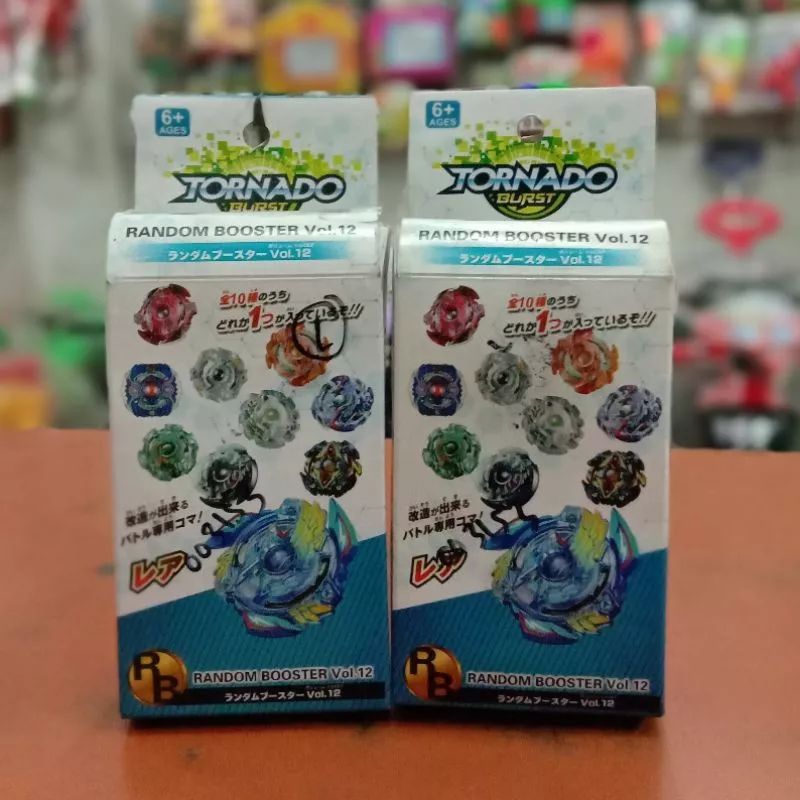 6+
AGES
TORNADO
BURST
RANDOM BOOSTER Vol.12
ランダムブースター Vol.12
全10種のうち
どれか1つが入っているぞ!!
改造が出来る
バトル専用コマ!
レア
RB
RANDOM BOOSTER Vol.12
ランダムブースター Vol.12
6+
AGES
TORNADO
BURST
RANDOM BOOSTER Vol.12
ランダムブースター Vol.12
全10種のうち
どれか1つが入っているぞ!!
改造が出来る
バトル専用コマ!
レア
RB
RANDOM BOOSTER Vol.12
ランダムブースター Vol.12